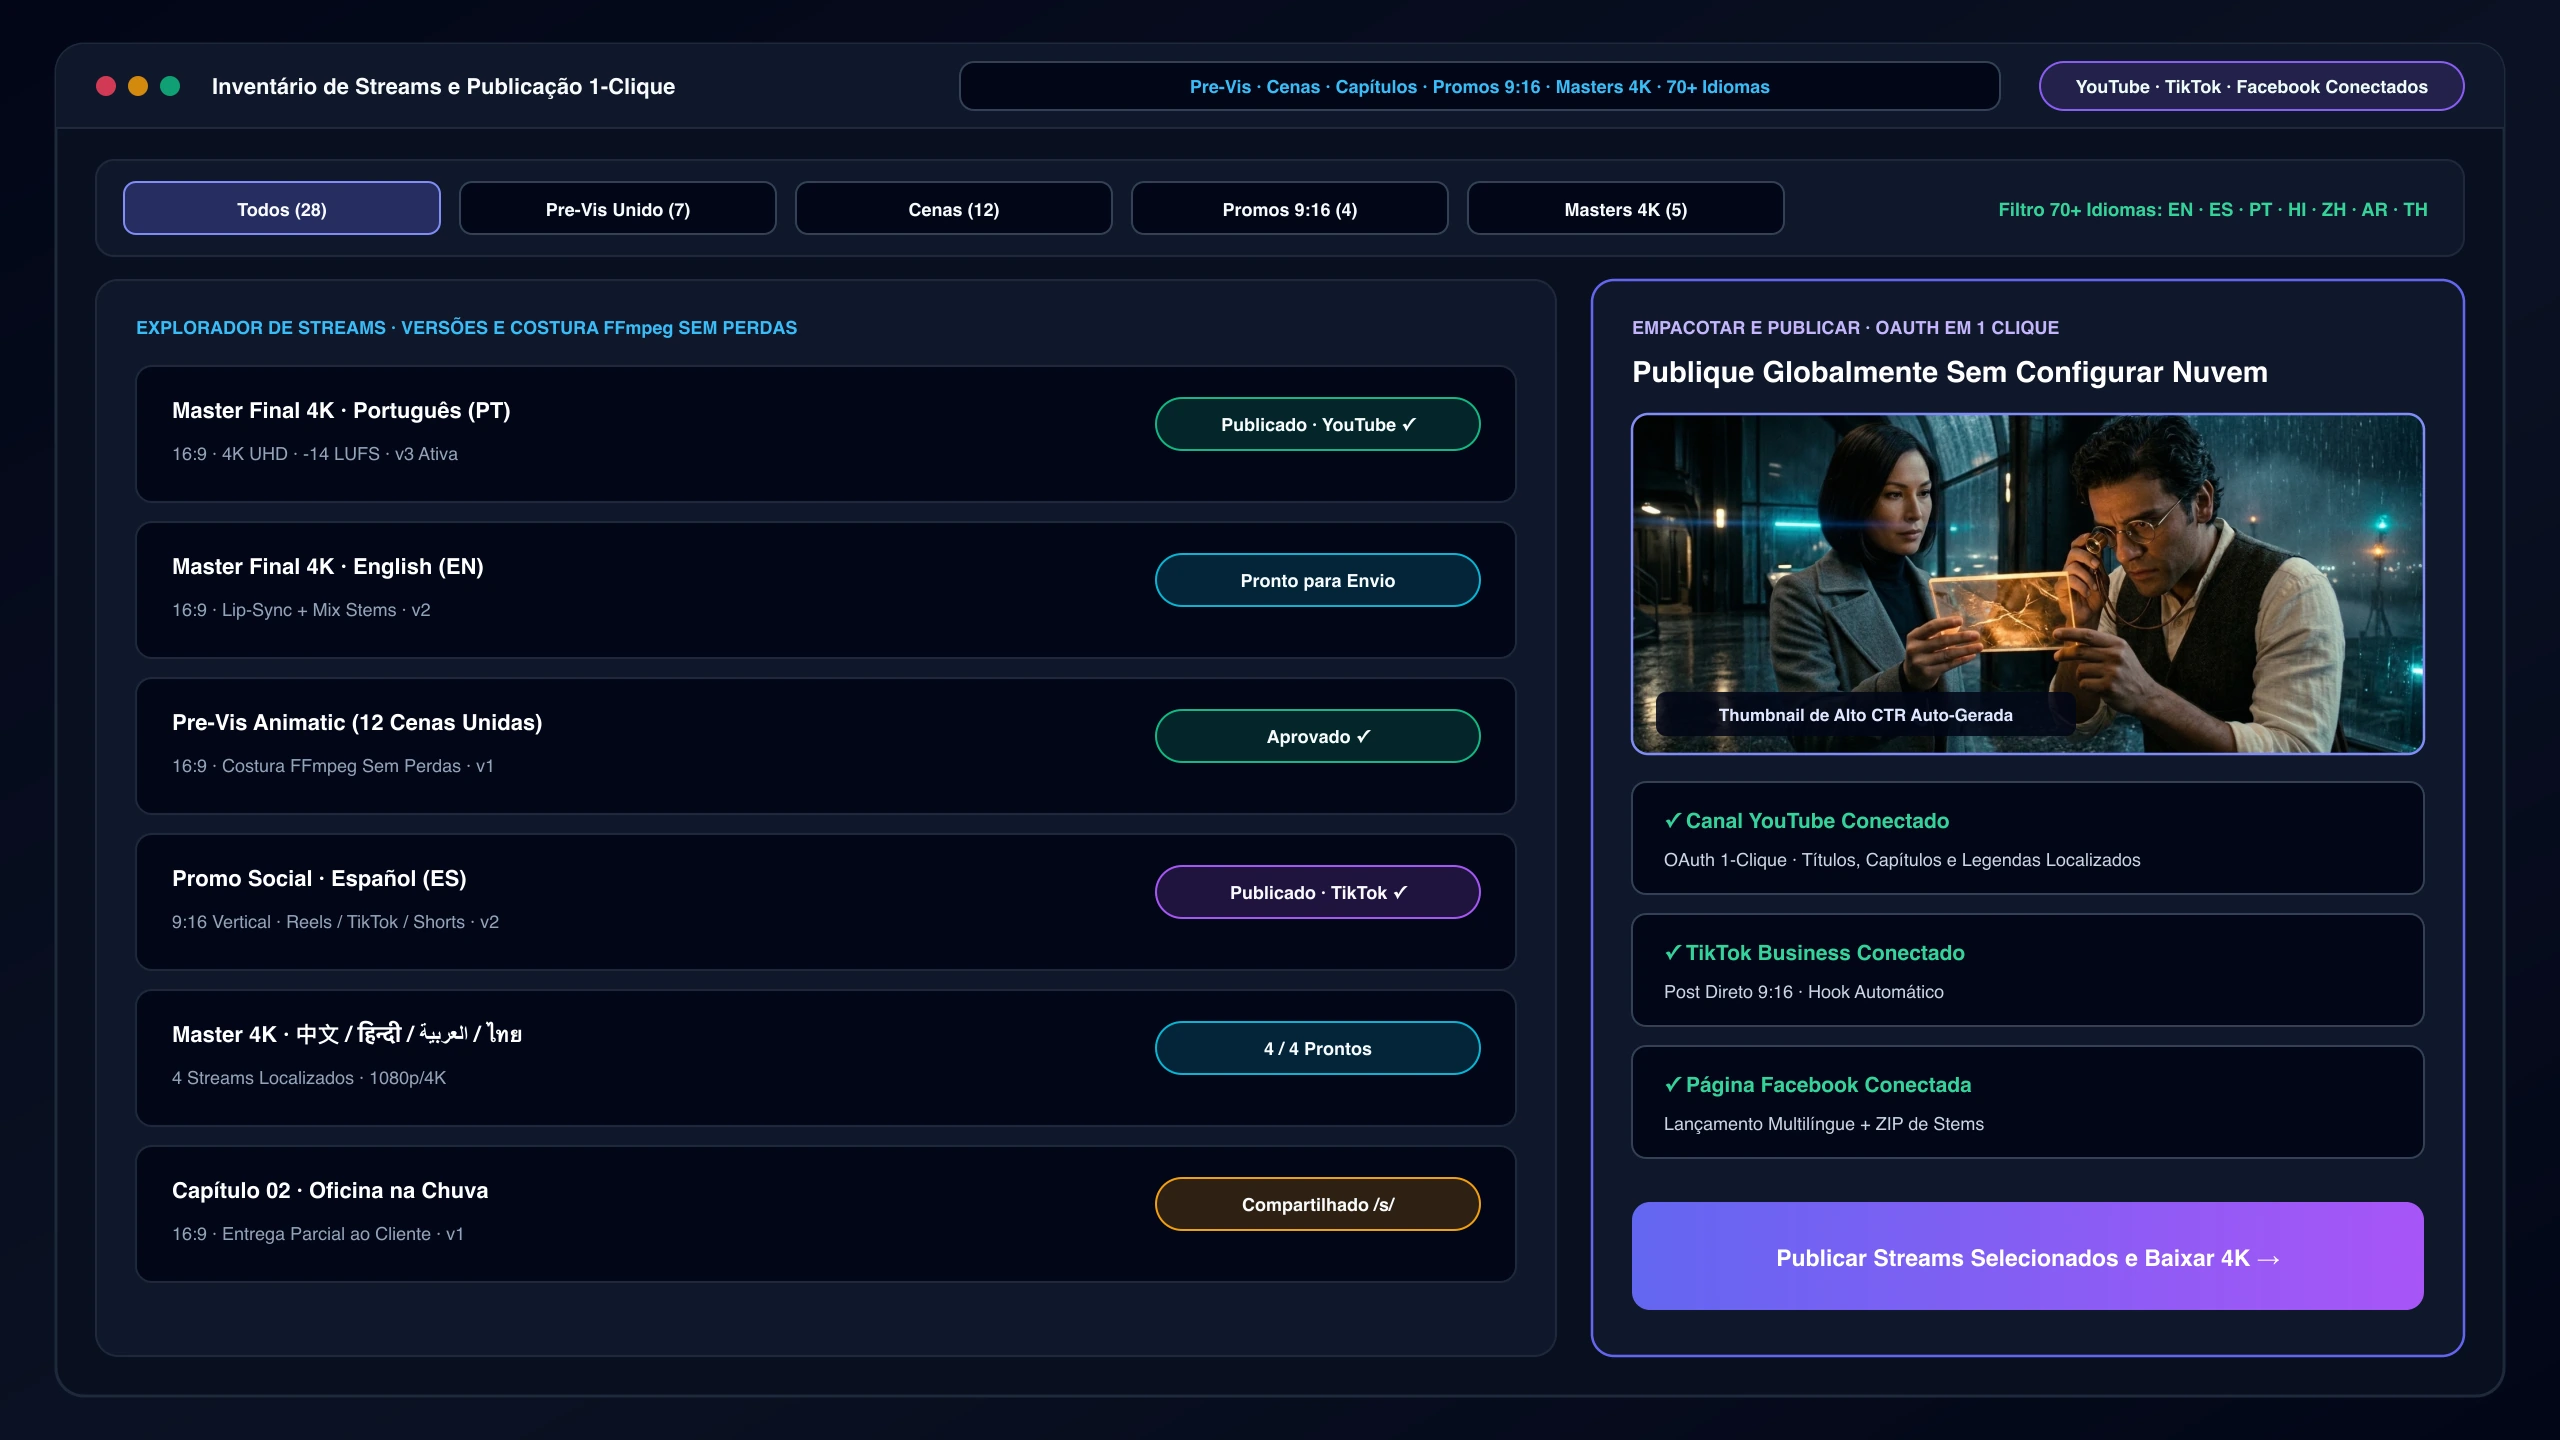 Inventário de Streams e Publicação 1-Clique
Pre-Vis · Cenas · Capítulos · Promos 9:16 · Masters 4K · 70+ Idiomas
YouTube · TikTok · Facebook Conectados
Todos (28)
Pre-Vis Unido (7)
Cenas (12)
Promos 9:16 (4)
Masters 4K (5)
Filtro 70+ Idiomas: EN · ES · PT · HI · ZH · AR · TH
EXPLORADOR DE STREAMS · VERSÕES E COSTURA FFmpeg SEM PERDAS
Master Final 4K · Português (PT)
16:9 · 4K UHD · -14 LUFS · v3 Ativa
Publicado · YouTube ✓
Master Final 4K · English (EN)
16:9 · Lip-Sync + Mix Stems · v2
Pronto para Envio
Pre-Vis Animatic (12 Cenas Unidas)
16:9 · Costura FFmpeg Sem Perdas · v1
Aprovado ✓
Promo Social · Español (ES)
9:16 Vertical · Reels / TikTok / Shorts · v2
Publicado · TikTok ✓
Master 4K · 中文 / हिन्दी / العربية / ไทย
4 Streams Localizados · 1080p/4K
4 / 4 Prontos
Capítulo 02 · Oficina na Chuva
16:9 · Entrega Parcial ao Cliente · v1
Compartilhado /s/
EMPACOTAR E PUBLICAR · OAUTH EM 1 CLIQUE
Publique Globalmente Sem Configurar Nuvem
Thumbnail de Alto CTR Auto-Gerada
✓ Canal YouTube Conectado
OAuth 1-Clique · Títulos, Capítulos e Legendas Localizados
✓ TikTok Business Conectado
Post Direto 9:16 · Hook Automático
✓ Página Facebook Conectada
Lançamento Multilíngue + ZIP de Stems
Publicar Streams Selecionados e Baixar 4K →